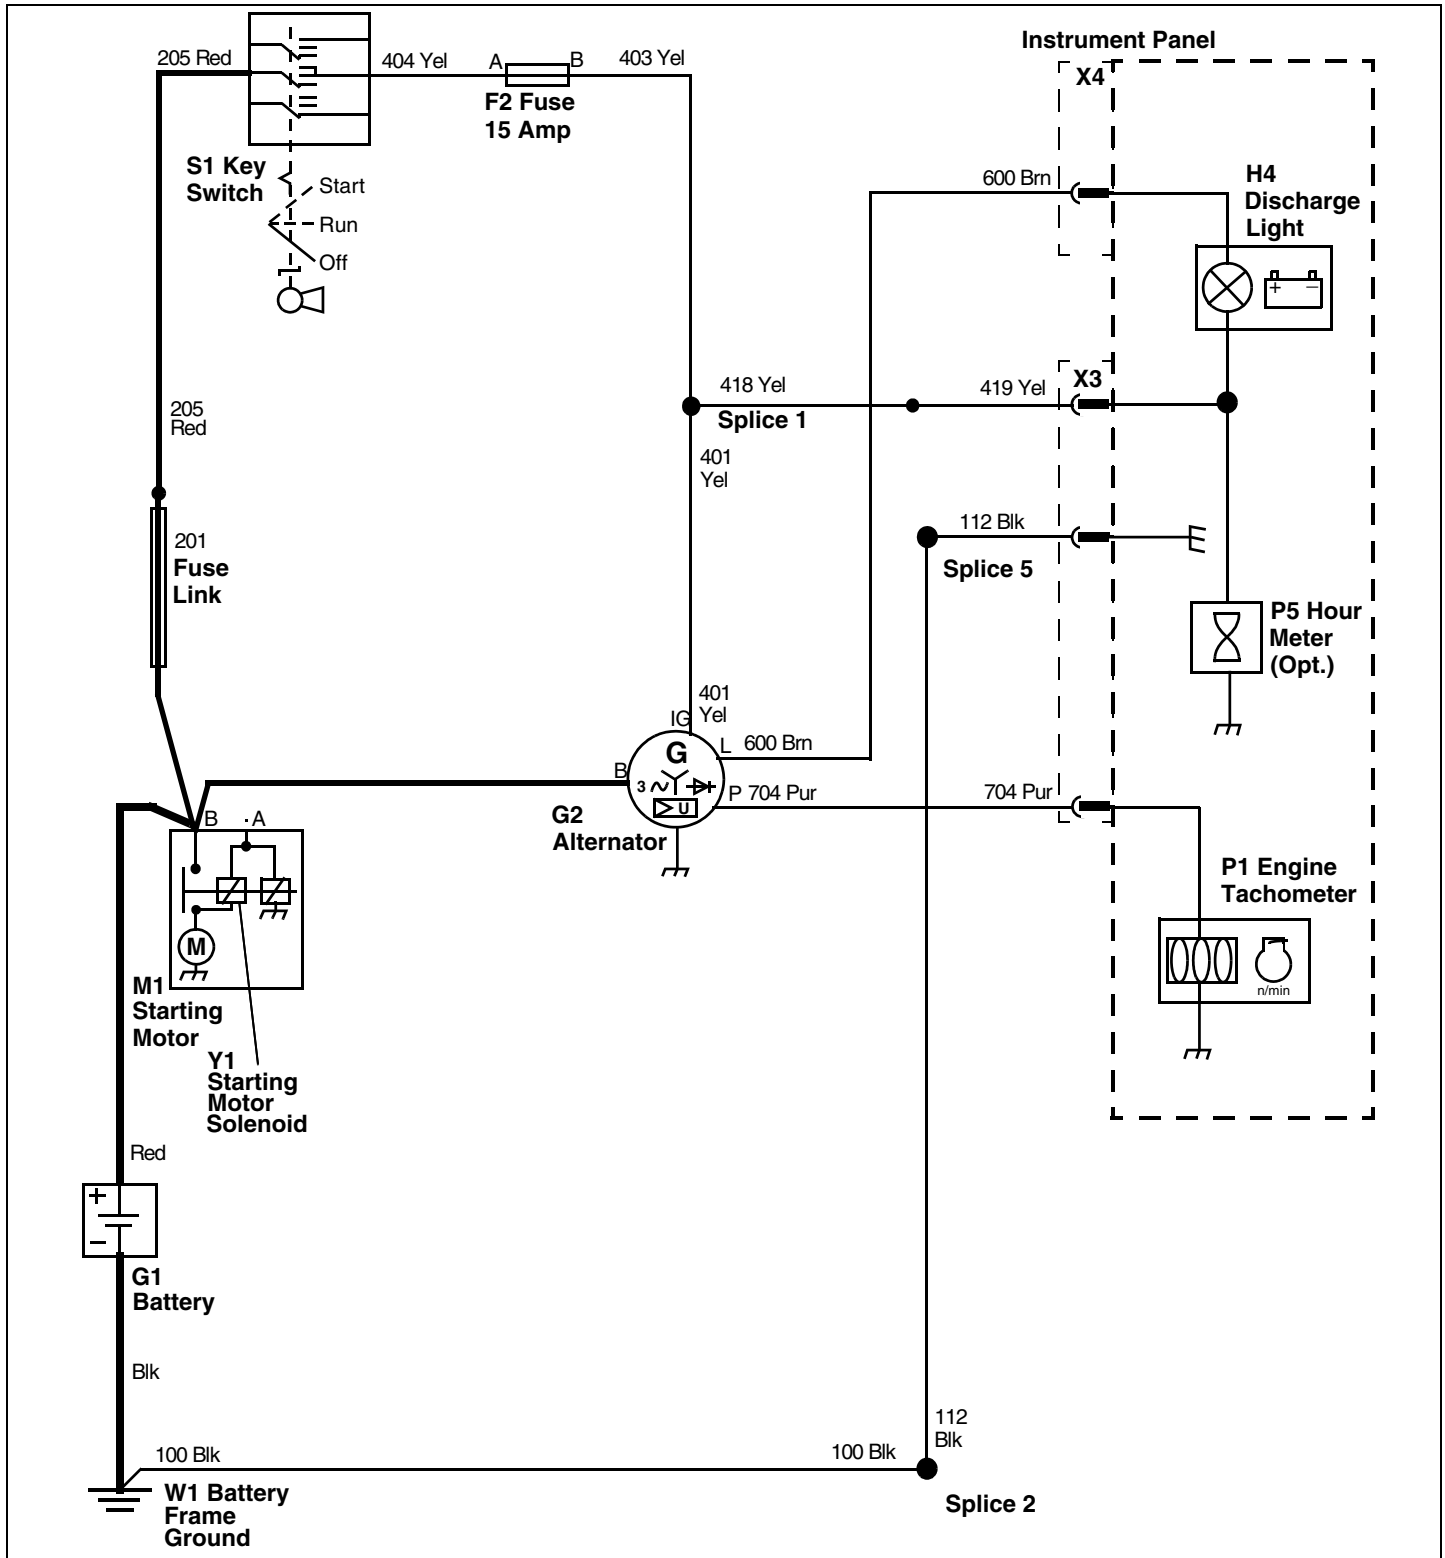 Instrument Panel
205 Red
404 Yel
A
B
403 Yel
X4
F2 Fuse
15 Amp
S1 Key
Switch
Start
Run
Off
600 Brn
H4
Discharge
Light
+
–
418 Yel
419 Yel
X3
Splice 1
205
Red
401
Yel
112 Blk
Splice 5
201
Fuse
Link
P5 Hour
Meter
(Opt.)
401
Yel
IG
G
L
600 Brn
B
3
U
P
704 Pur
704 Pur
G2
Alternator
B
A
P1 Engine
Tachometer
M
n/min
M1
Starting
Motor
Y1
Starting
Motor
Solenoid
Red
+
–
G1
Battery
Blk
112
Blk
100 Blk
100 Blk
W1 Battery
Frame
Ground
Splice 2